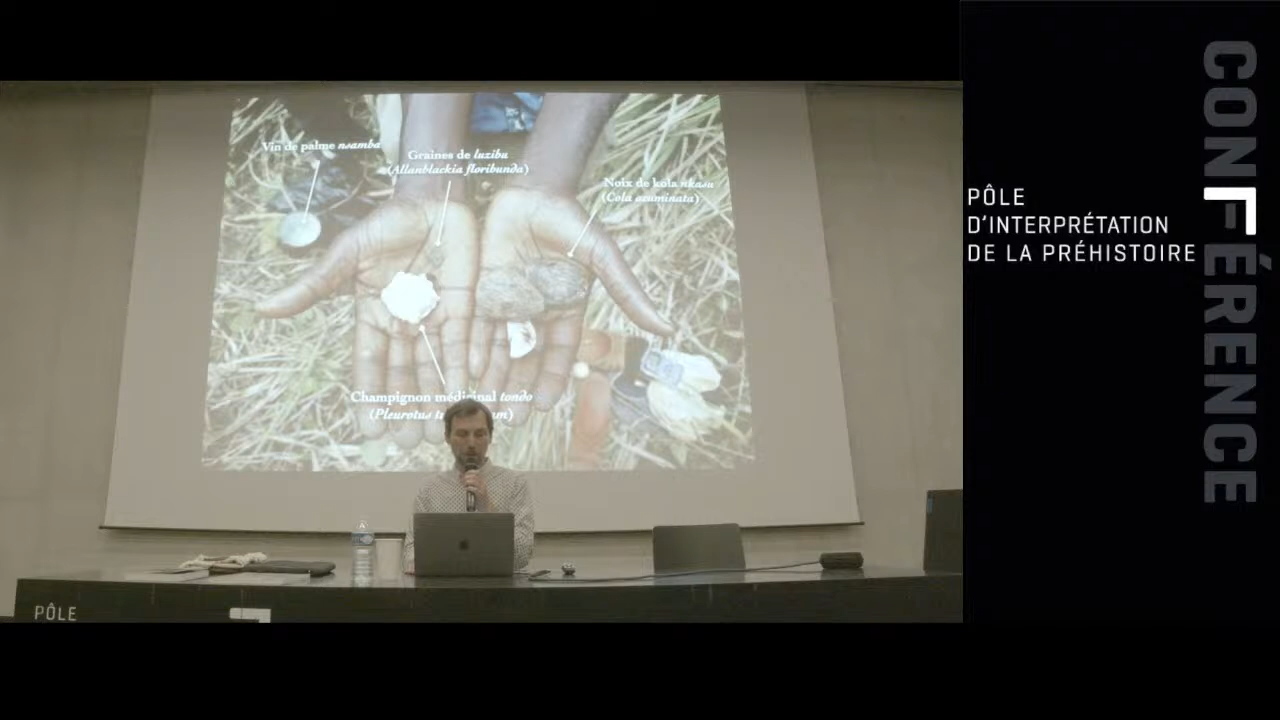 Vin de palme nsamba
Graines de luzibu
(Allanblackia floribunda)
Noix de kola nkasu
(Cola acuminata)
Champignon médicinal tondo
(Pleurotus
PÔLE
D'INTERPRÉTATION
DE LA PRÉHISTOIRE
CONFÉRENCE
PÔLE